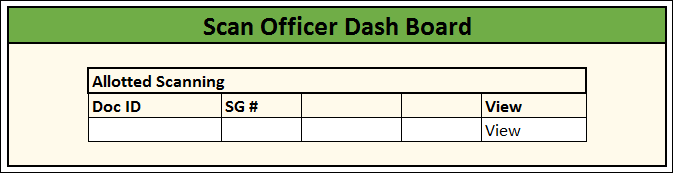 Scan Officer Dash Board
Allotted Scanning
Doc ID SG # View
View